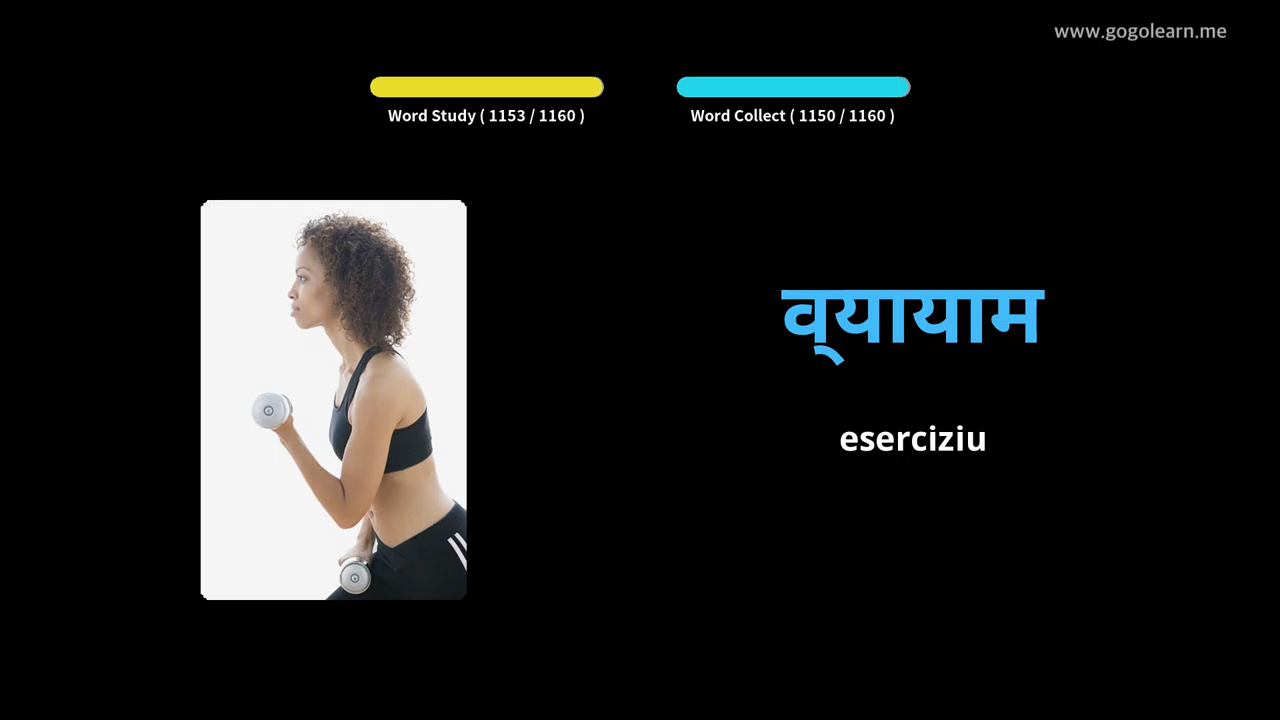 www.gogolearn.me
Word Study ( 1153 / 1160 )
Word Collect ( 1150 / 1160 )
व्यायाम
eserciziu